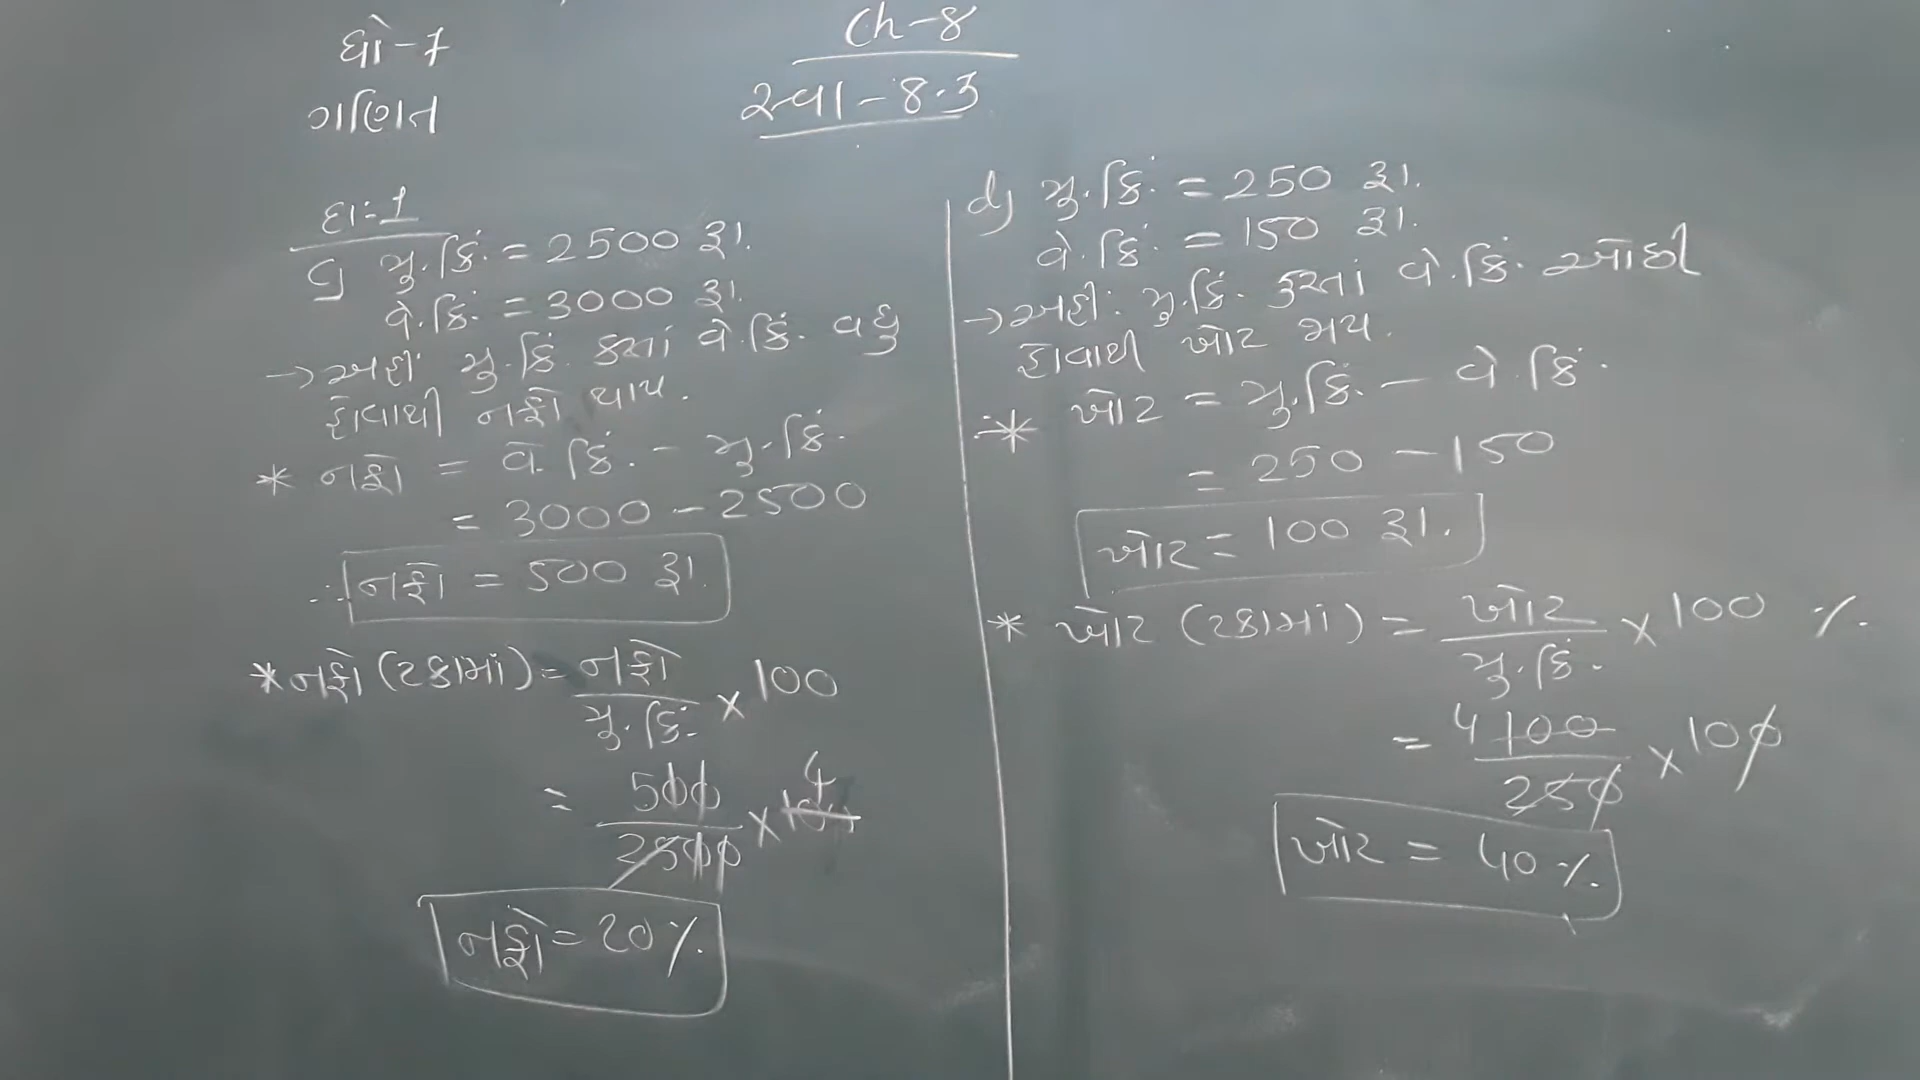 ધો-7
ગણિત
Ch-8
સ્વા-8.3
દા:-1
c) મુ.કિં. = 2500 રૂા.
વે.કિં. = 3000 રૂા.
→ અહીં મુ.કિં. કરતાં વે.કિં. વધુ
હોવાથી નફો થાય.
* નફો = વે.કિં. - મુ.કિં.
= 3000 - 2500
∴ નફો = 500 રૂા.
* નફો (ટકામાં) = નફો / મુ.કિં. × 100
= 500 / 2500 × 100 4
નફો = 20 %.
d) મુ.કિં. = 250 રૂા.
વે.કિં. = 150 રૂા.
→ અહીં: મુ.કિં. કરતાં વે.કિં. ઓછી
હોવાથી ખોટ જાય.
∴* ખોટ = મુ.કિં. - વે.કિં.
= 250 - 150
ખોટ = 100 રૂા.
* ખોટ (ટકામાં) = ખોટ / મુ.કિં. × 100 %.
= 4 100 / 250 × 100
ખોટ = 40 %.